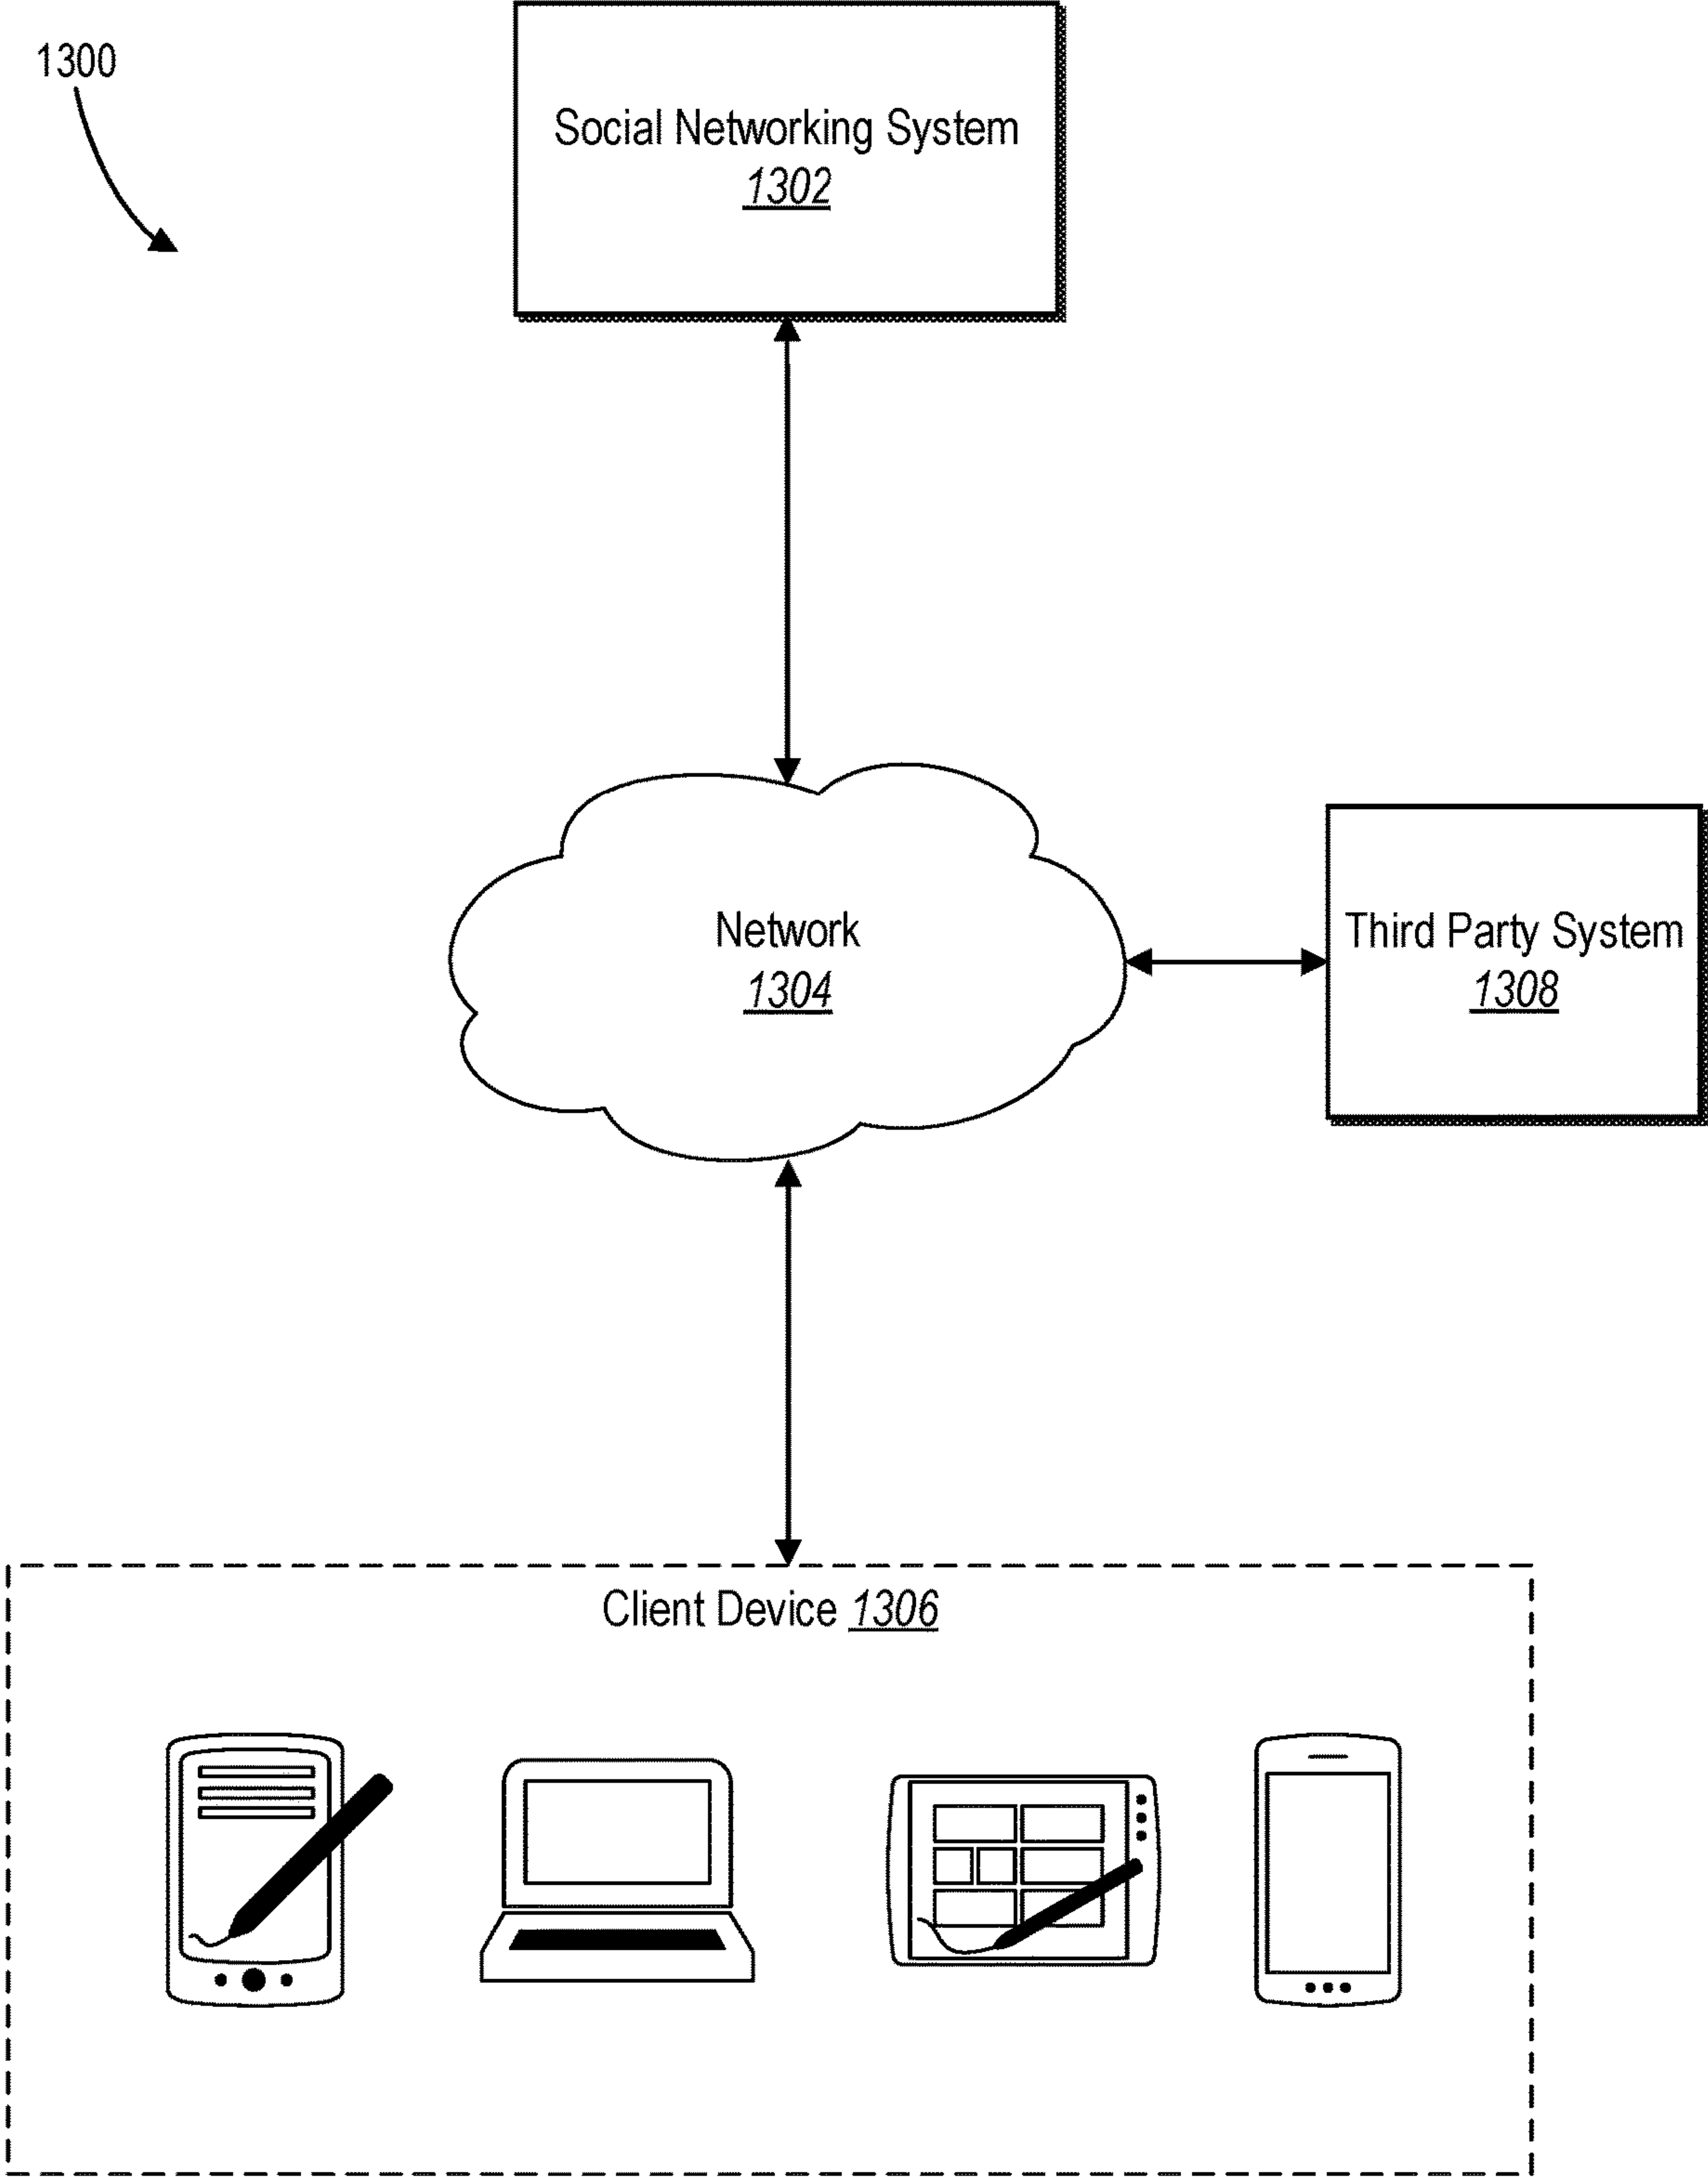 1300
Social Networking System
1302
Network
1304
Third Party System
1308
Client Device 1306